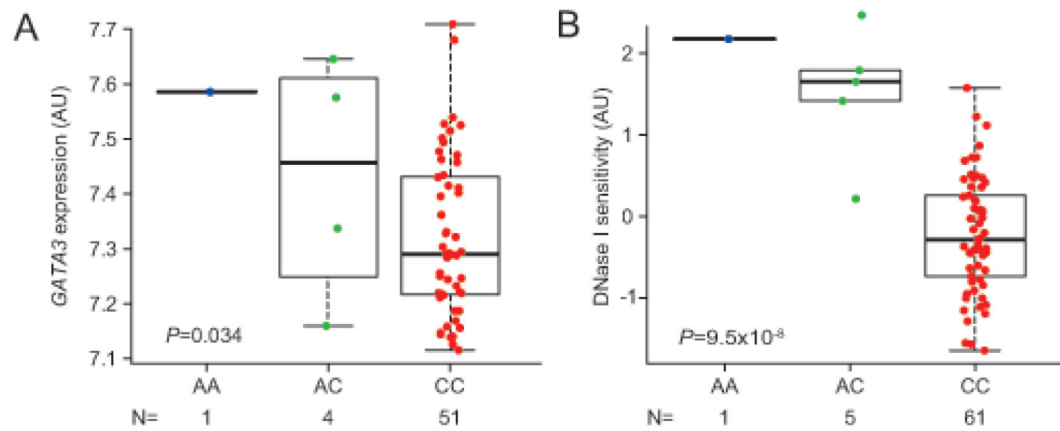 A
GATA3 expression (AU)
7.7
7.6
7.5
7.4
7.3
7.2
7.1
P=0.034
AA AC CC
N= 1 4 51
B
DNase I sensitivity (AU)
2
1
0
-1
P=9.5x10-8
AA AC CC
N= 1 5 61